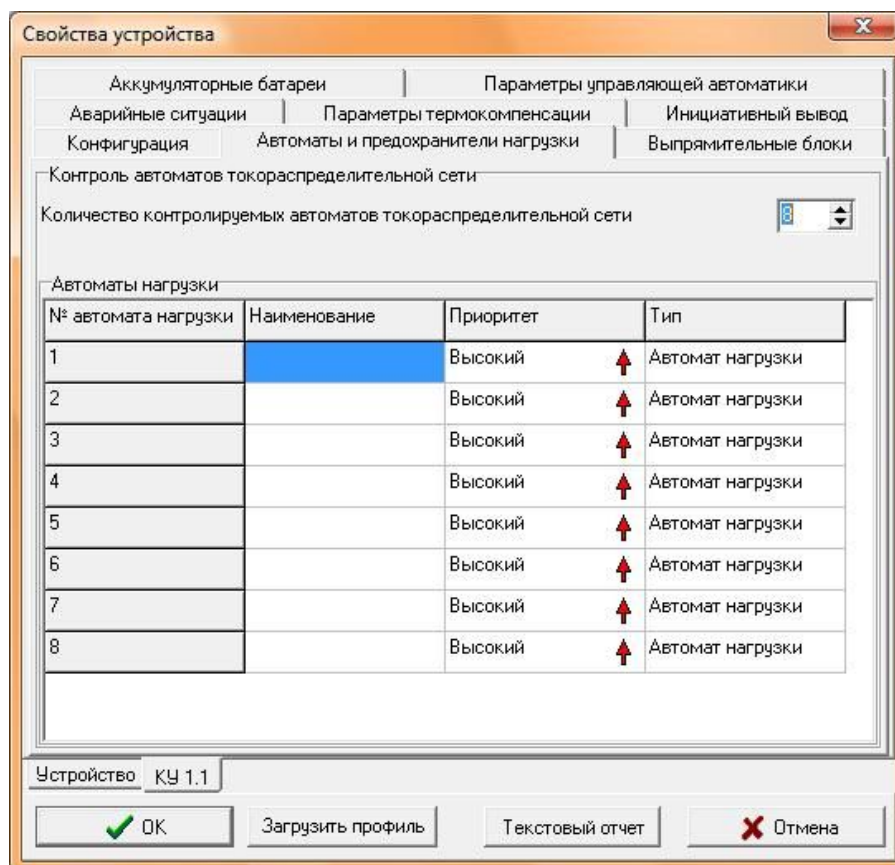 Свойства устройства
Аккумуляторные батареи Параметры управляющей автоматики
Аварийные ситуации Параметры термокомпенсации Инициативный вывод
Конфигурация Автоматы и предохранители нагрузки Выпрямительные блоки
Контроль автоматов токораспределительной сети
Количество контролируемых автоматов токораспределительной сети 8
Автоматы нагрузки
№ автомата нагрузки Наименование Приоритет Тип
1 Высокий Автомат нагрузки
2 Высокий Автомат нагрузки
3 Высокий Автомат нагрузки
4 Высокий Автомат нагрузки
5 Высокий Автомат нагрузки
6 Высокий Автомат нагрузки
7 Высокий Автомат нагрузки
8 Высокий Автомат нагрузки
Устройство КУ 1.1
OK Загрузить профиль Текстовый отчет Отмена